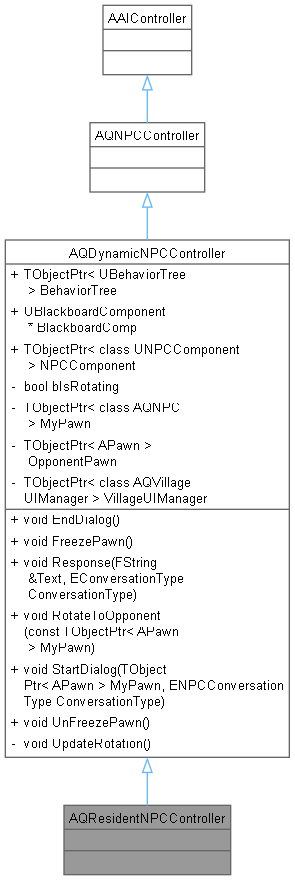 AAIController
AQNPCController
AQDynamicNPCController
+ TObjectPtr< UBehaviorTree
> BehaviorTree
+ UBlackboardComponent
* BlackboardComp
+ TObjectPtr< class UNPCComponent
> NPCComponent
- bool bIsRotating
- TObjectPtr< class AQNPC
> MyPawn
- TObjectPtr< APawn >
OpponentPawn
- TObjectPtr< class AQVillage
UIManager > VillageUIManager
+ void EndDialog()
+ void FreezePawn()
+ void Response(FString
&Text, EConversationType
ConversationType)
+ void RotateToOpponent
(const TObjectPtr< APawn
> MyPawn)
+ void StartDialog(TObject
Ptr< APawn > MyPawn, ENPCConversation
Type ConversationType)
+ void UnFreezePawn()
- void UpdateRotation()
AQResidentNPCController